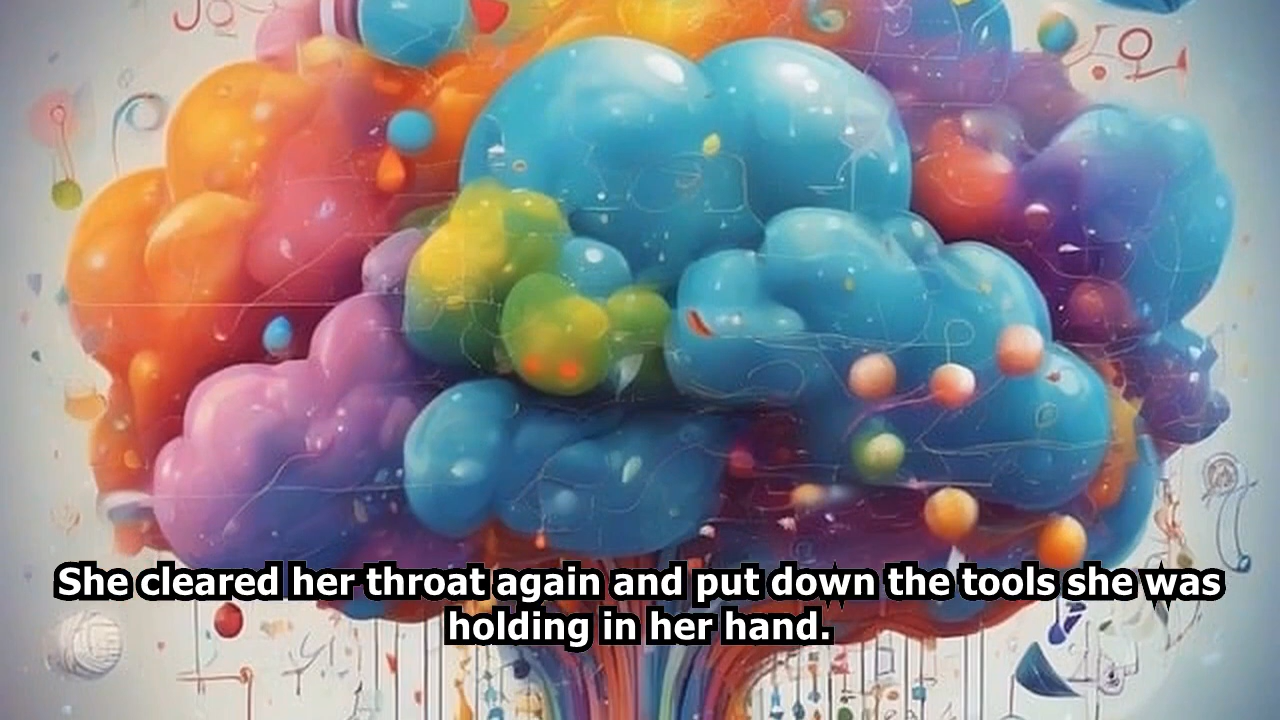 She cleared her throat again and put down the tools she was
holding in her hand.